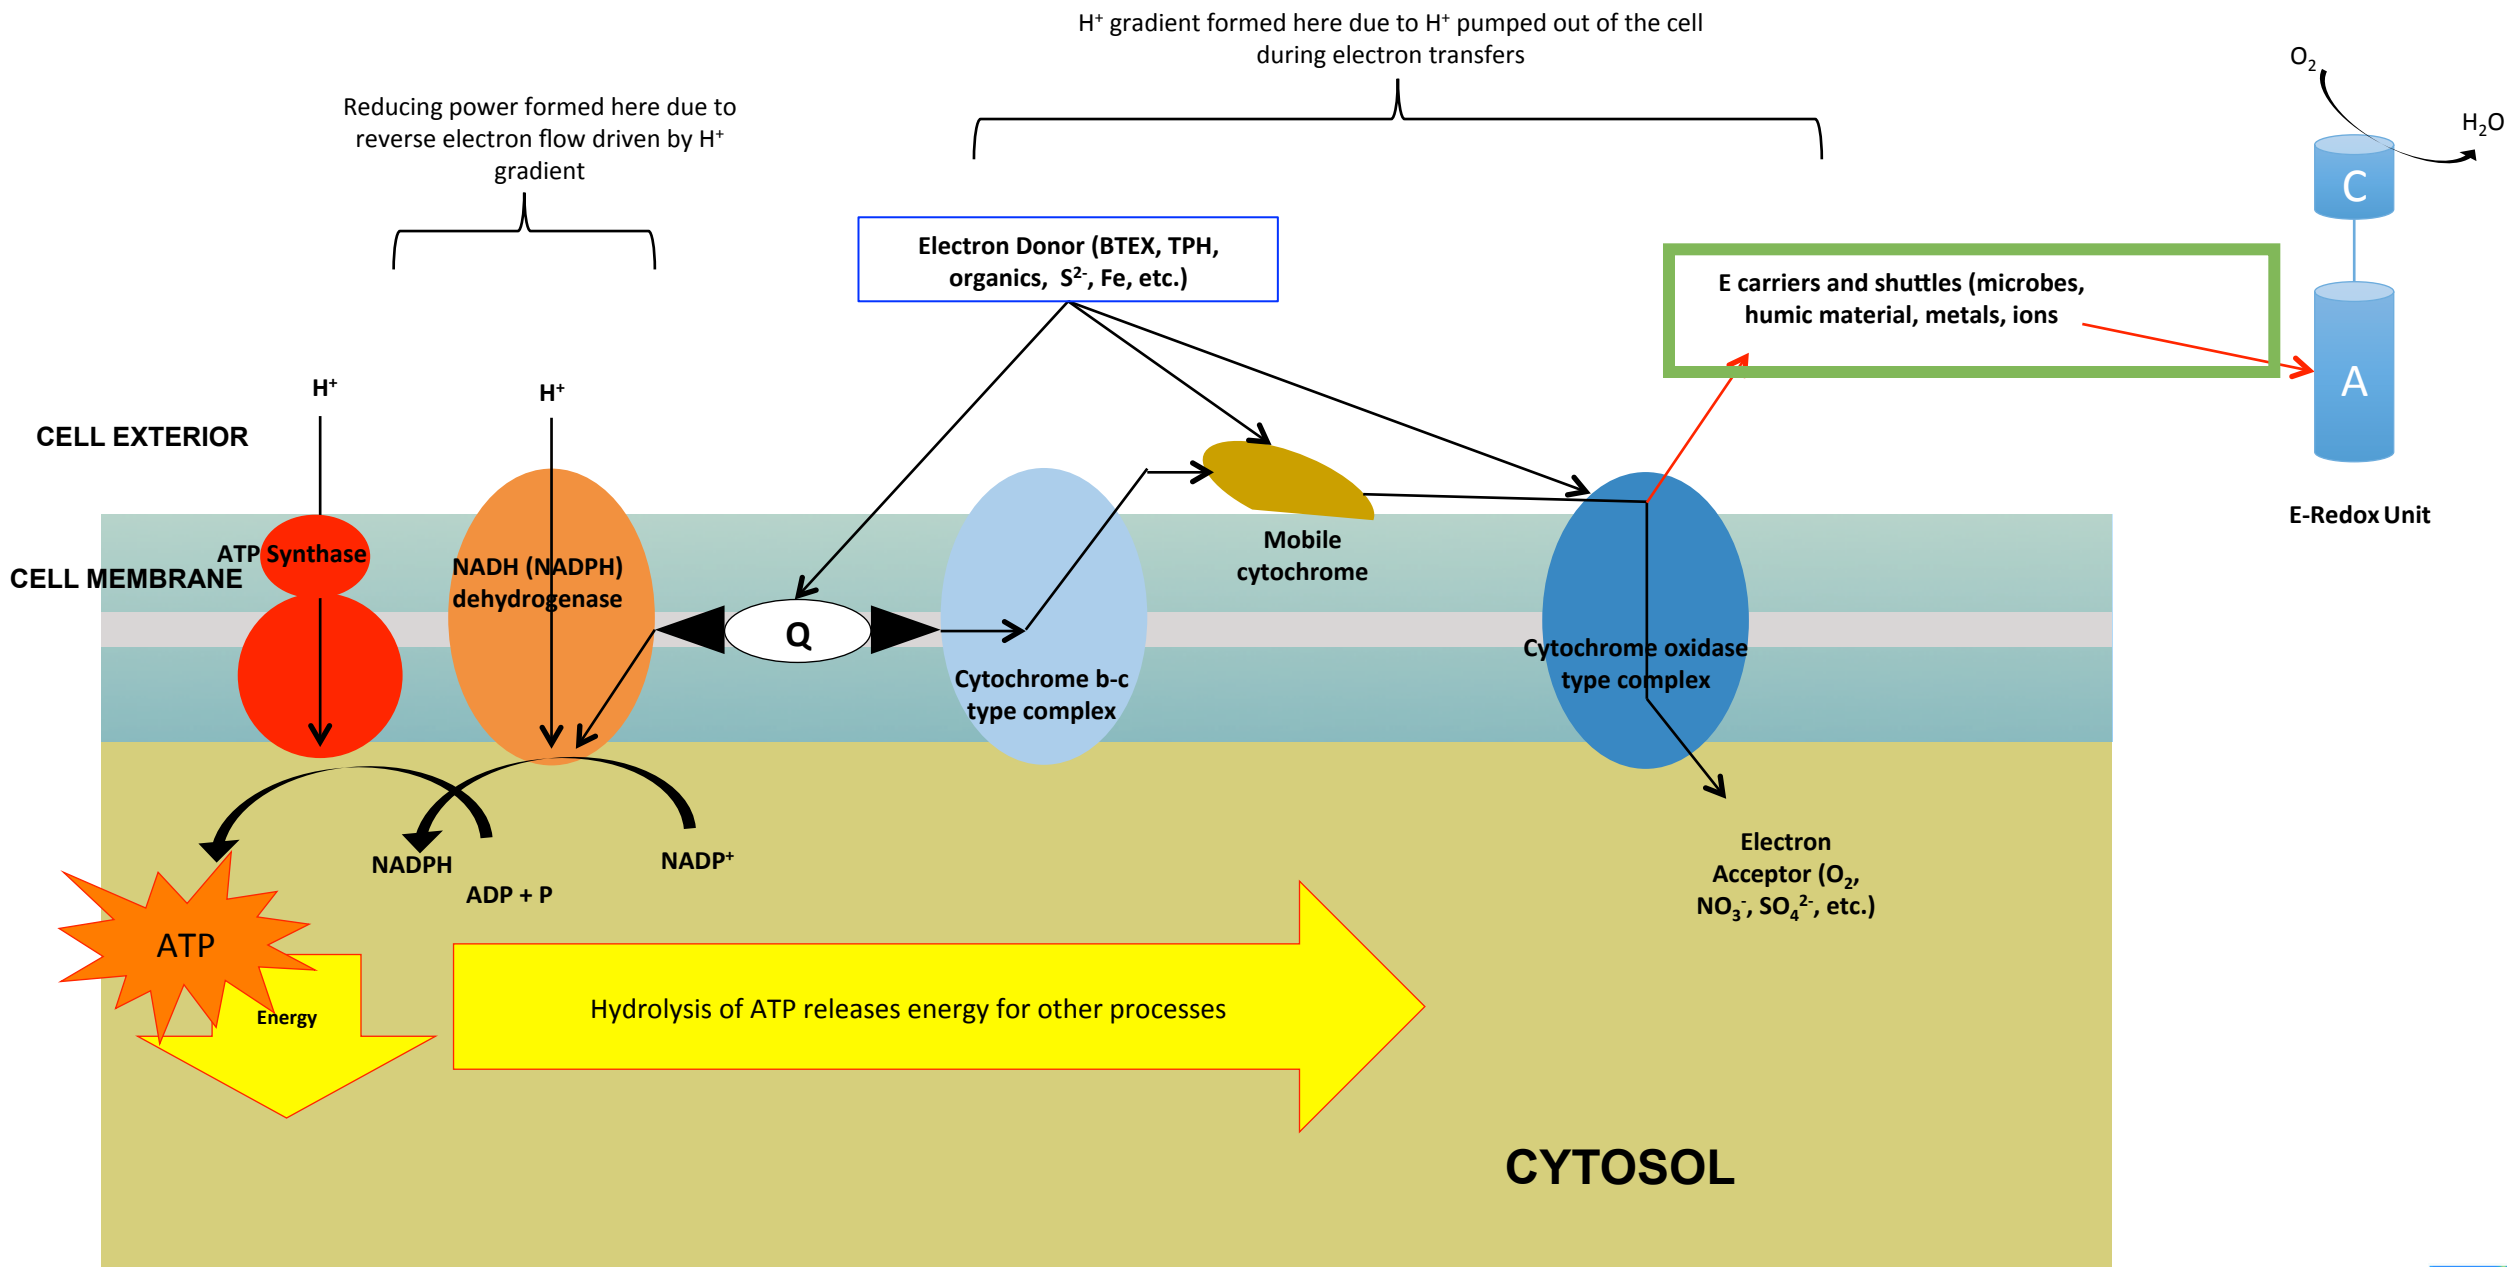 H⁺ gradient formed here due to H⁺ pumped out of the cell
during electron transfers
Reducing power formed here due to
reverse electron flow driven by H⁺
gradient
O₂
H₂O
C
A
E-Redox Unit
Electron Donor (BTEX, TPH,
organics, S²⁻, Fe, etc.)
E carriers and shuttles (microbes,
humic material, metals, ions
H⁺
H⁺
CELL EXTERIOR
CELL MEMBRANE
ATP Synthase
NADH (NADPH)
dehydrogenase
Q
Cytochrome b-c
type complex
Mobile
cytochrome
Cytochrome oxidase
type complex
NADPH
NADP⁺
ADP + P
Electron
Acceptor (O₂,
NO₃⁻, SO₄²⁻, etc.)
ATP
Energy
Hydrolysis of ATP releases energy for other processes
CYTOSOL